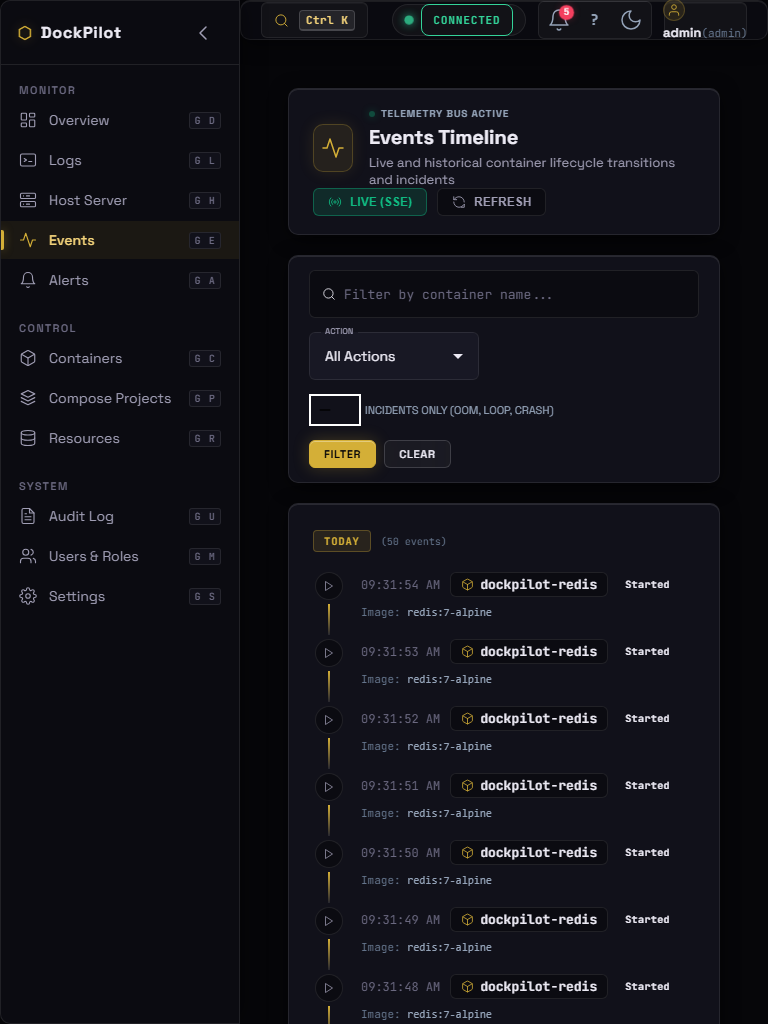 DockPilot
Ctrl K
CONNECTED
5
?
admin(admin)
MONITOR
Overview G D
Logs G L
Host Server G H
Events G E
Alerts G A
CONTROL
Containers G C
Compose Projects G P
Resources G R
SYSTEM
Audit Log G U
Users & Roles G M
Settings G S
TELEMETRY BUS ACTIVE
Events Timeline
Live and historical container lifecycle transitions
and incidents
LIVE (SSE) REFRESH
Filter by container name...
ACTION
All Actions
INCIDENTS ONLY (OOM, LOOP, CRASH)
FILTER CLEAR
TODAY (50 events)
09:31:54 AM dockpilot-redis Started
Image: redis:7-alpine
09:31:53 AM dockpilot-redis Started
Image: redis:7-alpine
09:31:52 AM dockpilot-redis Started
Image: redis:7-alpine
09:31:51 AM dockpilot-redis Started
Image: redis:7-alpine
09:31:50 AM dockpilot-redis Started
Image: redis:7-alpine
09:31:49 AM dockpilot-redis Started
Image: redis:7-alpine
09:31:48 AM dockpilot-redis Started
Image: redis:7-alpine